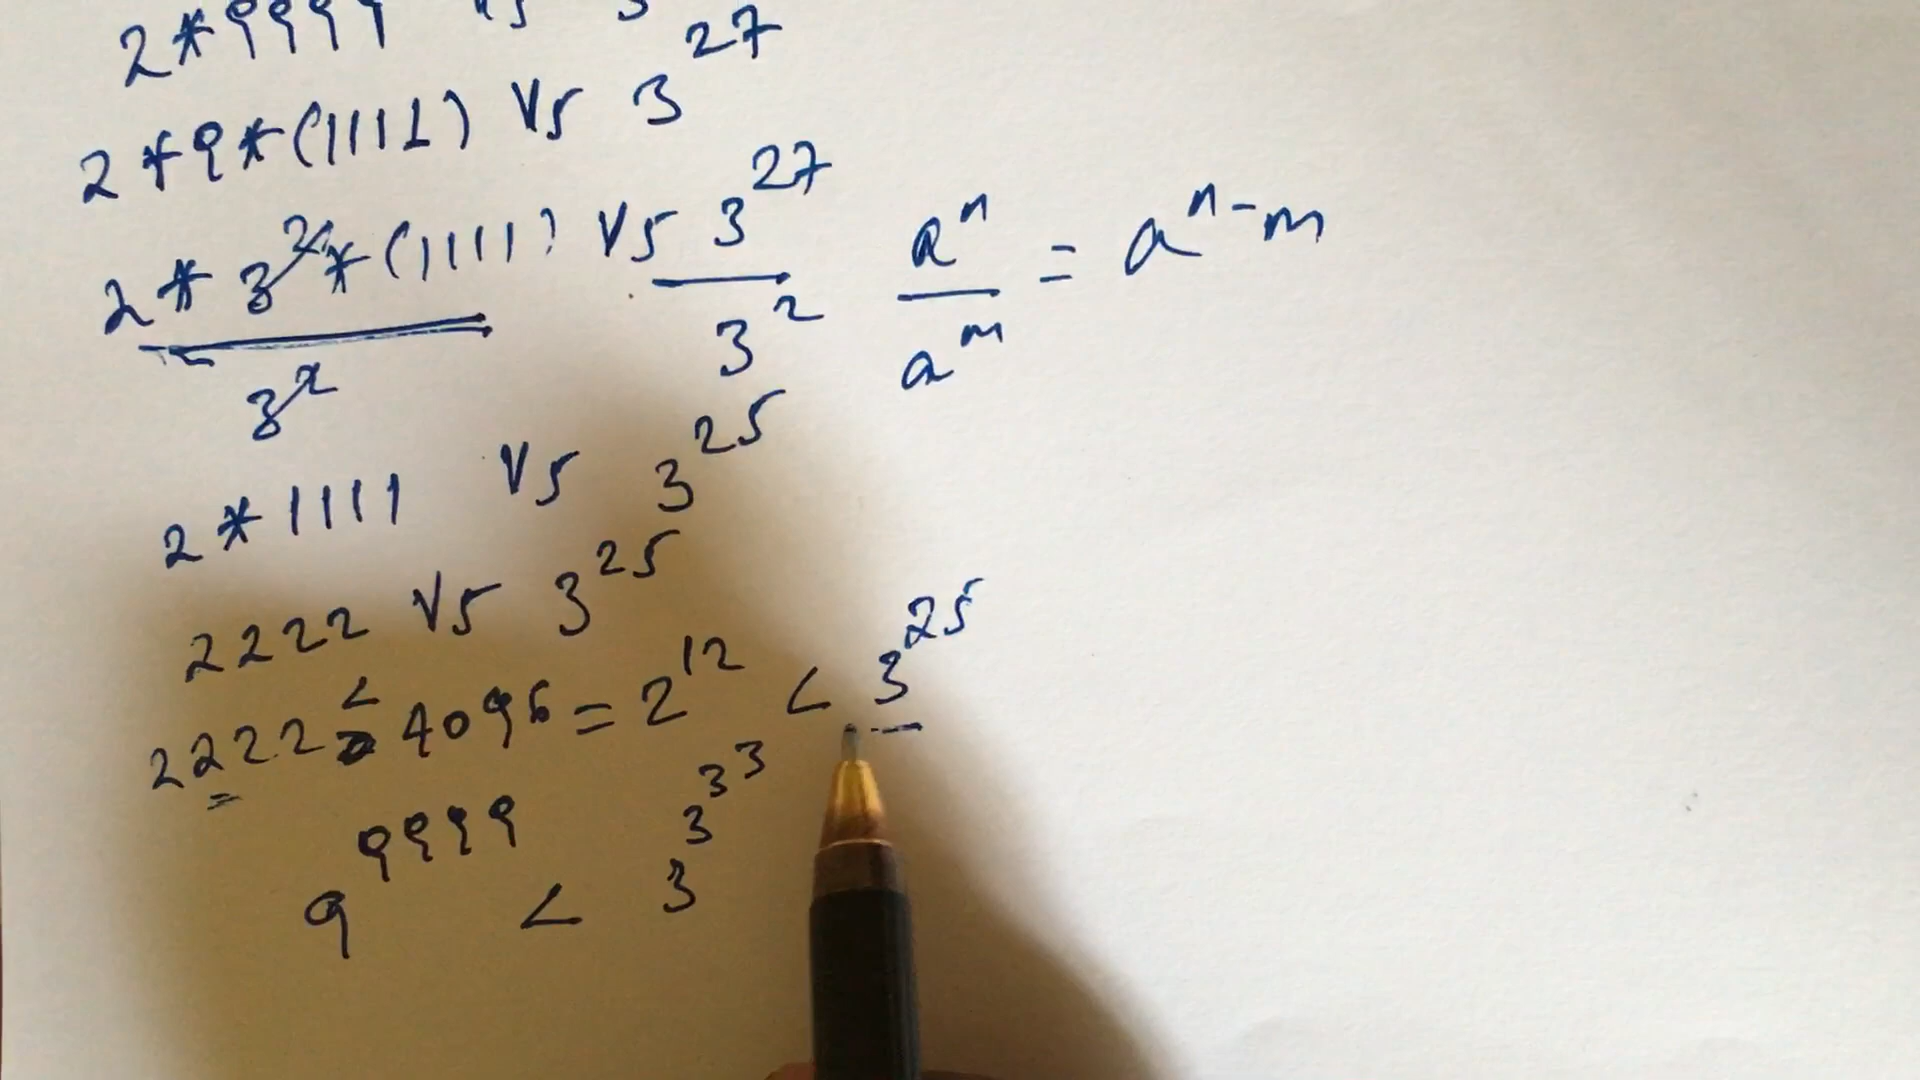 2*9999 vs 3
2*9*(1111) vs 3^27
2*3^2*(1111) / 3^2 vs 3^27 / 3^2 a^n / a^m = a^n-m
2*1111 vs 3^25
2222 vs 3^25
2222 < 4096 = 2^12 < 3^25
9^9999 < 3^3^3^3